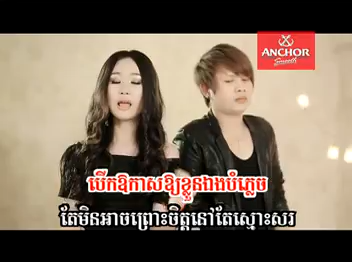 ANCHOR
Smooth
បើកឱកាសឱ្យខ្លួនឯងបំភ្លេច
តែមិនអាចព្រោះចិត្តនៅតែស្មោះសរ